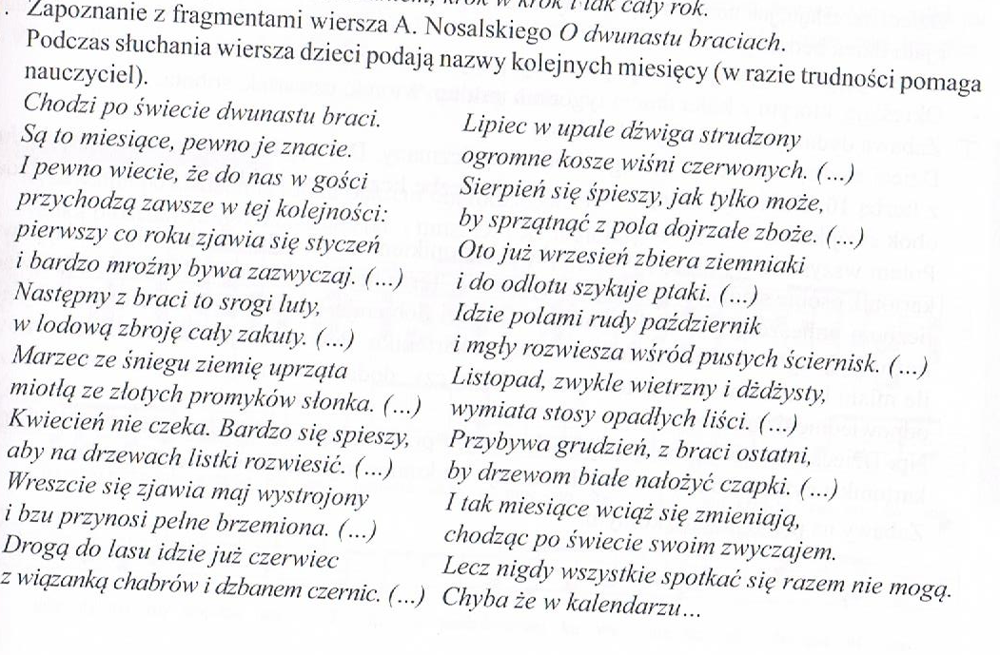 krok w krok i tak cały rok.
. Zapoznanie z fragmentami wiersza A. Nosalskiego O dwunastu braciach.
Podczas słuchania wiersza dzieci podają nazwy kolejnych miesięcy (w razie trudności pomaga
nauczyciel).
Chodzi po świecie dwunastu braci.
Są to miesiące, pewno je znacie.
I pewno wiecie, że do nas w gości
przychodzą zawsze w tej kolejności:
pierwszy co roku zjawia się styczeń
i bardzo mroźny bywa zazwyczaj. (...)
Następny z braci to srogi luty,
w lodową zbroję cały zakuty. (...)
Marzec ze śniegu ziemię uprząta
miotłą ze złotych promyków słonka. (...)
Kwiecień nie czeka. Bardzo się spieszy,
aby na drzewach listki rozwiesić. (...)
Wreszcie się zjawia maj wystrojony
i bzu przynosi pełne brzemiona. (...)
Drogą do lasu idzie już czerwiec
z wiązanką chabrów i dzbanem czernic. (...)
Lipiec w upale dźwiga strudzony
ogromne kosze wiśni czerwonych. (...)
Sierpień się śpieszy, jak tylko może,
by sprzątnąć z pola dojrzałe zboże. (...)
Oto już wrzesień zbiera ziemniaki
i do odlotu szykuje ptaki. (...)
Idzie polami rudy październik
i mgły rozwiesza wśród pustych ściernisk. (...)
Listopad, zwykle wietrzny i dżdżysty,
wymiata stosy opadłych liści. (...)
Przybywa grudzień, z braci ostatni,
by drzewom białe nałożyć czapki. (...)
I tak miesiące wciąż się zmieniają,
chodząc po świecie swoim zwyczajem.
Lecz nigdy wszystkie spotkać się razem nie mogą.
Chyba że w kalendarzu...